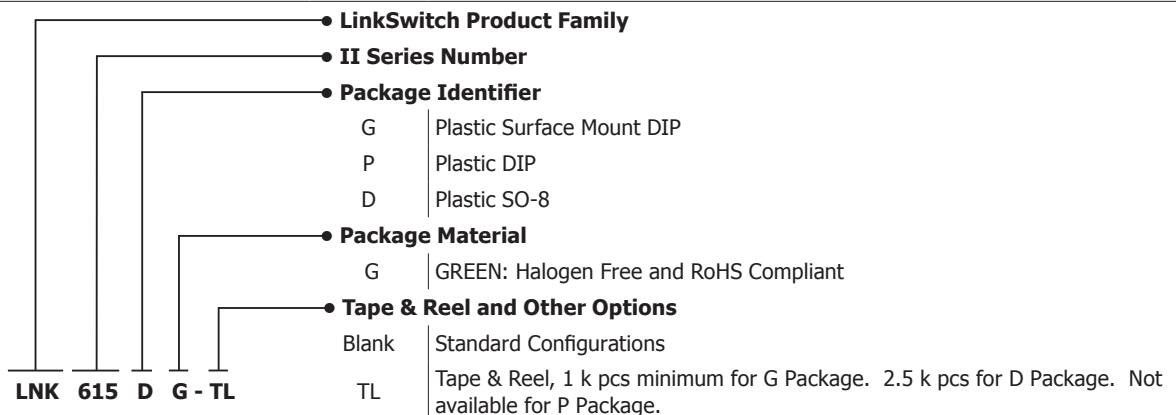 LinkSwitch Product Family
II Series Number
Package Identifier
G Plastic Surface Mount DIP
P Plastic DIP
D Plastic SO-8
Package Material
G GREEN: Halogen Free and RoHS Compliant
Tape & Reel and Other Options
Blank Standard Configurations
TL Tape & Reel, 1 k pcs minimum for G Package. 2.5 k pcs for D Package. Not
available for P Package.
LNK 615 D G - TL